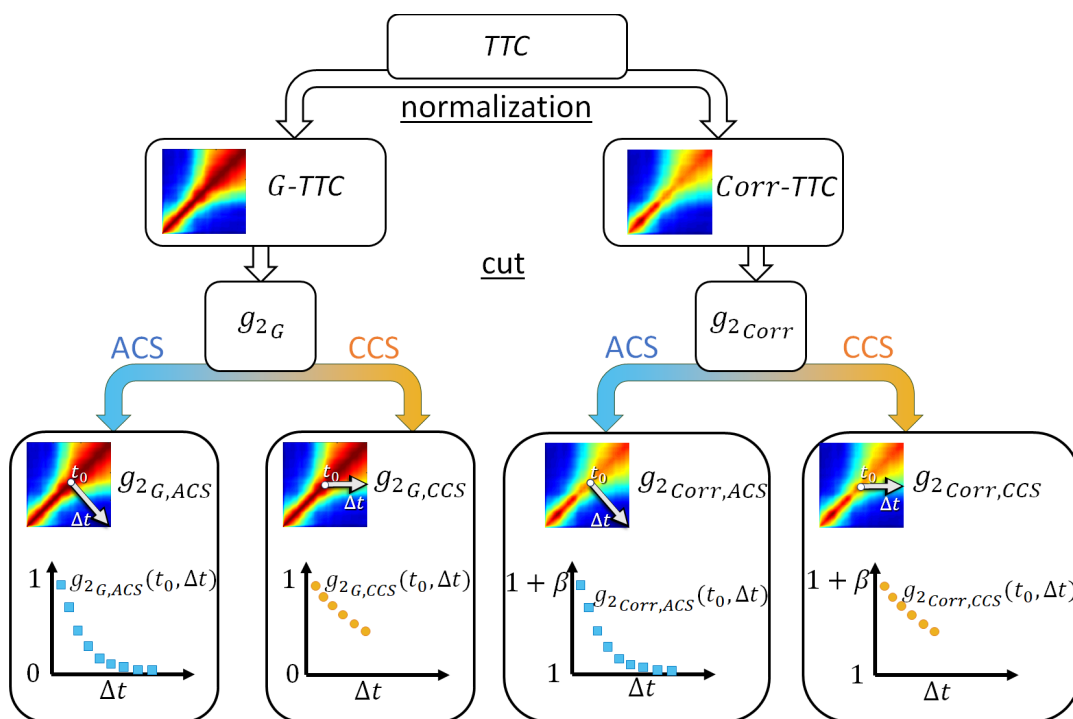 TTC
normalization
G-TTC
Corr-TTC
cut
g2G
g2Corr
ACS
CCS
ACS
CCS
t0
Δt
g2G,ACS
t0
Δt
g2G,CCS
t0
Δt
g2Corr,ACS
t0
Δt
g2Corr,CCS
1
g2G,ACS(t0, Δt)
0
Δt
1
g2G,CCS(t0, Δt)
0
Δt
1 + β
g2Corr,ACS(t0, Δt)
1
Δt
1 + β
g2Corr,CCS(t0, Δt)
1
Δt